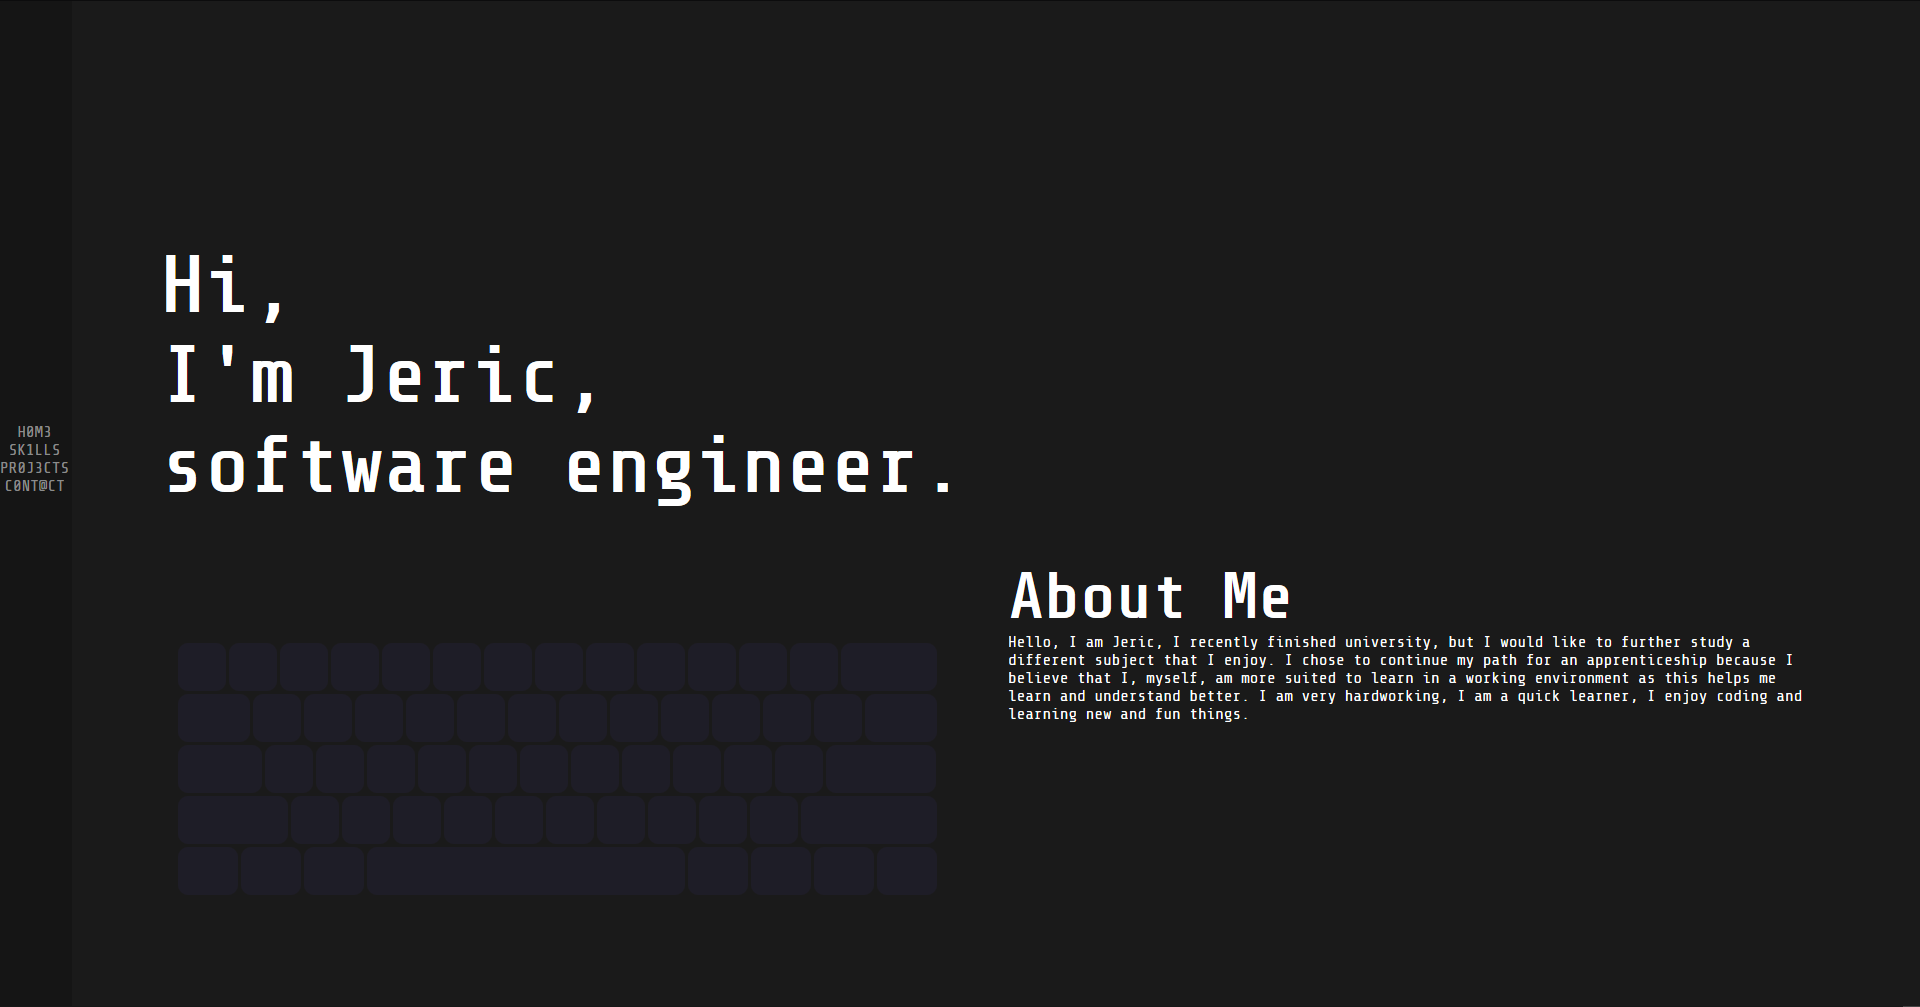 H0M3
SK1LLS
PR0J3CTS
C0NT@CT
Hi,
I'm Jeric,
software engineer.
About Me
Hello, I am Jeric, I recently finished university, but I would like to further study a
different subject that I enjoy. I chose to continue my path for an apprenticeship because I
believe that I, myself, am more suited to learn in a working environment as this helps me
learn and understand better. I am very hardworking, I am a quick learner, I enjoy coding and
learning new and fun things.